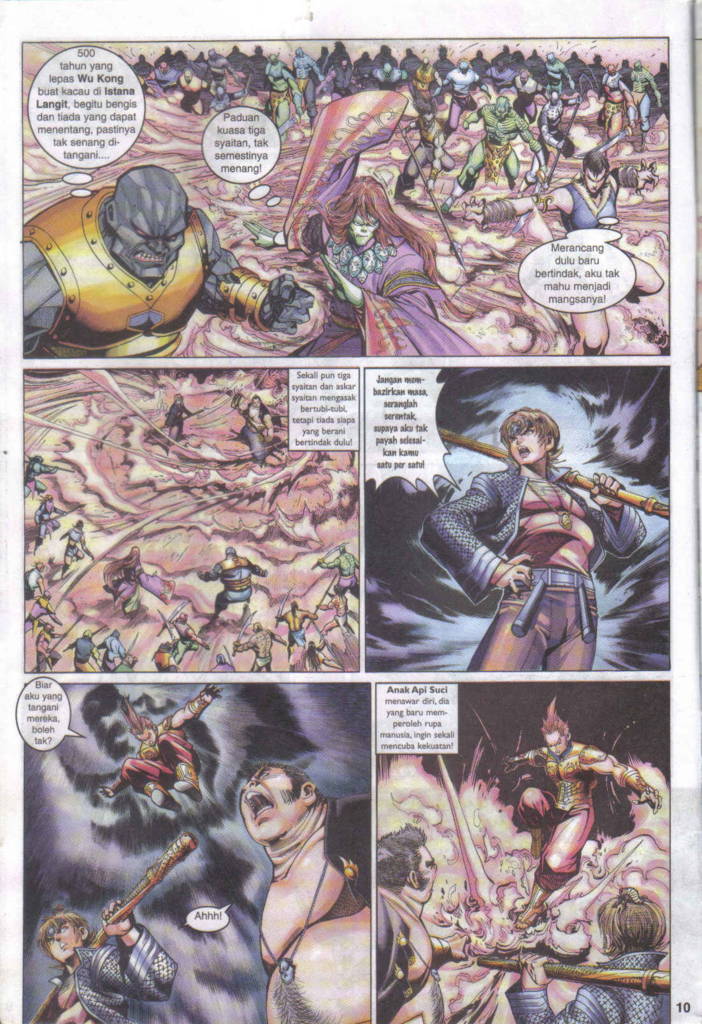 500
tahun yang
lepas Wu Kong
buat kacau di Istana
Langit, begitu bengis
dan tiada yang dapat
menentang, pastinya
tak senang di-
tangani....
Paduan
kuasa tiga
syaitan, tak
semestinya
menang!
Merancang
dulu baru
bertindak, aku tak
mahu menjadi
mangsanya!
Sekali pun tiga
syaitan dan askar
syaitan mengasak
bertubi-tubi,
tetapi tiada siapa
yang berani
bertindak dulu!
Jangan mem-
bazirkan masa,
seranglah
serentak,
supaya aku tak
payah selesai-
kan kamu
satu per satu!
Biar
aku yang
tangani
mereka,
boleh
tak?
Ahhh!
Anak Api Suci
menawar diri, dia
yang baru mem-
peroleh rupa
manusia, ingin sekali
mencuba kekuatan!
10